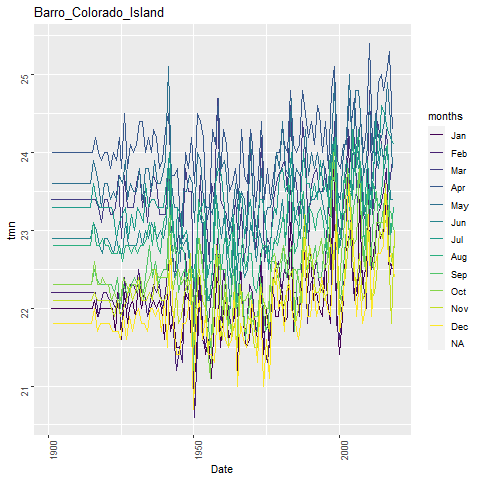 Barro_Colorado_Island
25
24
23
22
21
tmn
1900
1950
2000
Date
months
Jan
Feb
Mar
Apr
May
Jun
Jul
Aug
Sep
Oct
Nov
Dec
NA